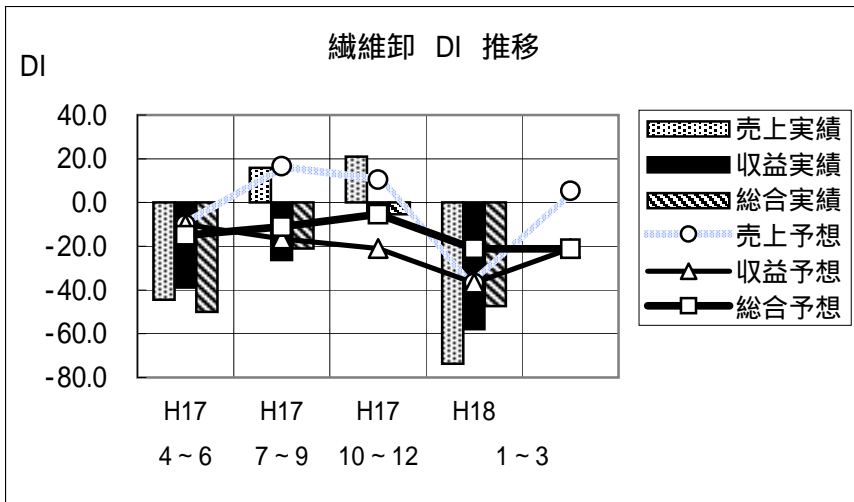 繊維卸 DI 推移
DI
40.0
20.0
0.0
-20.0
-40.0
-60.0
-80.0
H17 H17 H17 H18
4~6 7~9 10~12 1~3
売上実績
収益実績
総合実績
売上予想
収益予想
総合予想